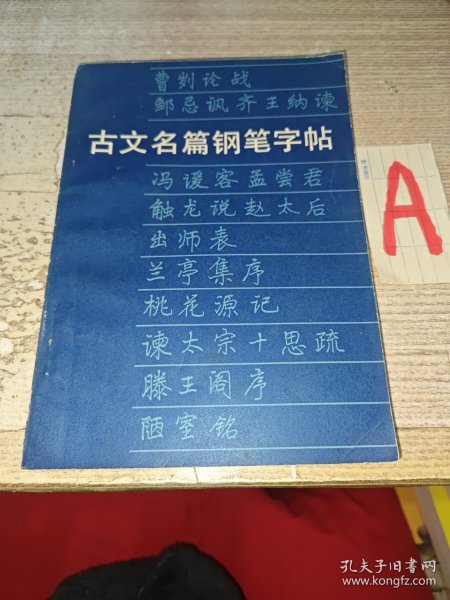 曹刿论战
邹忌讽齐王纳谏
古文名篇钢笔字帖
冯谖客孟尝君
触龙说赵太后
出师表
兰亭集序
桃花源记
谏太宗十思疏
滕王阁序
陋室铭
A
孔夫子旧书网
www.kongfz.com